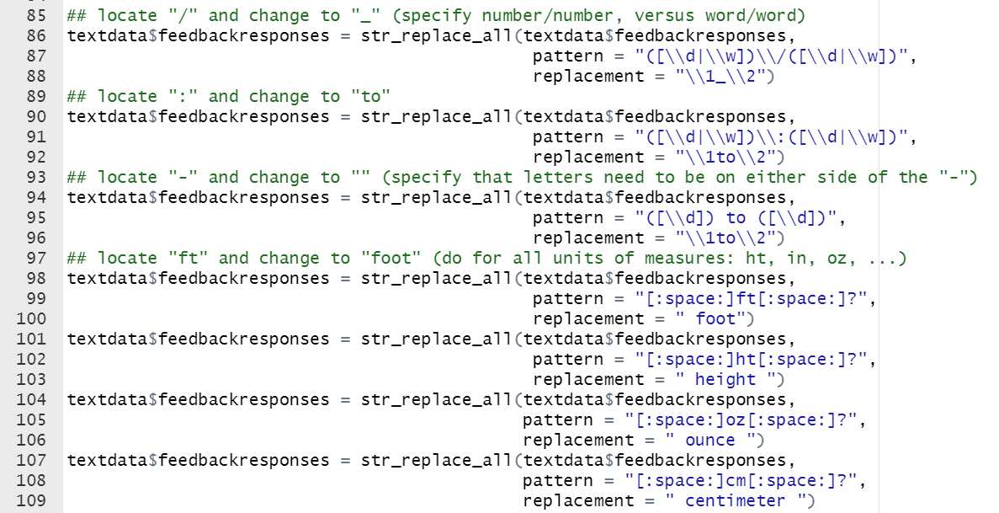 85 ## locate "/" and change to "_" (specify number/number, versus word/word)
86 textdata$feedbackresponses = str_replace_all(textdata$feedbackresponses,
87 pattern = "([\\d|\\w])\\/([\\d|\\w])",
88 replacement = "\\1_\\2")
89 ## locate ":" and change to "to"
90 textdata$feedbackresponses = str_replace_all(textdata$feedbackresponses,
91 pattern = "([\\d|\\w])\\:([\\d|\\w])",
92 replacement = "\\1to\\2")
93 ## locate "-" and change to "" (specify that letters need to be on either side of the "-")
94 textdata$feedbackresponses = str_replace_all(textdata$feedbackresponses,
95 pattern = "([\\d]) to ([\\d])",
96 replacement = "\\1to\\2")
97 ## locate "ft" and change to "foot" (do for all units of measures: ht, in, oz, ...)
98 textdata$feedbackresponses = str_replace_all(textdata$feedbackresponses,
99 pattern = "[:space:]ft[:space:]?",
100 replacement = " foot")
101 textdata$feedbackresponses = str_replace_all(textdata$feedbackresponses,
102 pattern = "[:space:]ht[:space:]?",
103 replacement = " height ")
104 textdata$feedbackresponses = str_replace_all(textdata$feedbackresponses,
105 pattern = "[:space:]oz[:space:]?",
106 replacement = " ounce ")
107 textdata$feedbackresponses = str_replace_all(textdata$feedbackresponses,
108 pattern = "[:space:]cm[:space:]?",
109 replacement = " centimeter ")